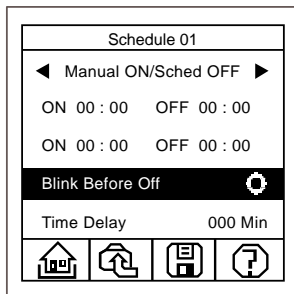 Schedule 01
Manual ON/Sched OFF
ON 00 : 00 OFF 00 : 00
ON 00 : 00 OFF 00 : 00
Blink Before Off
Time Delay 000 Min
?